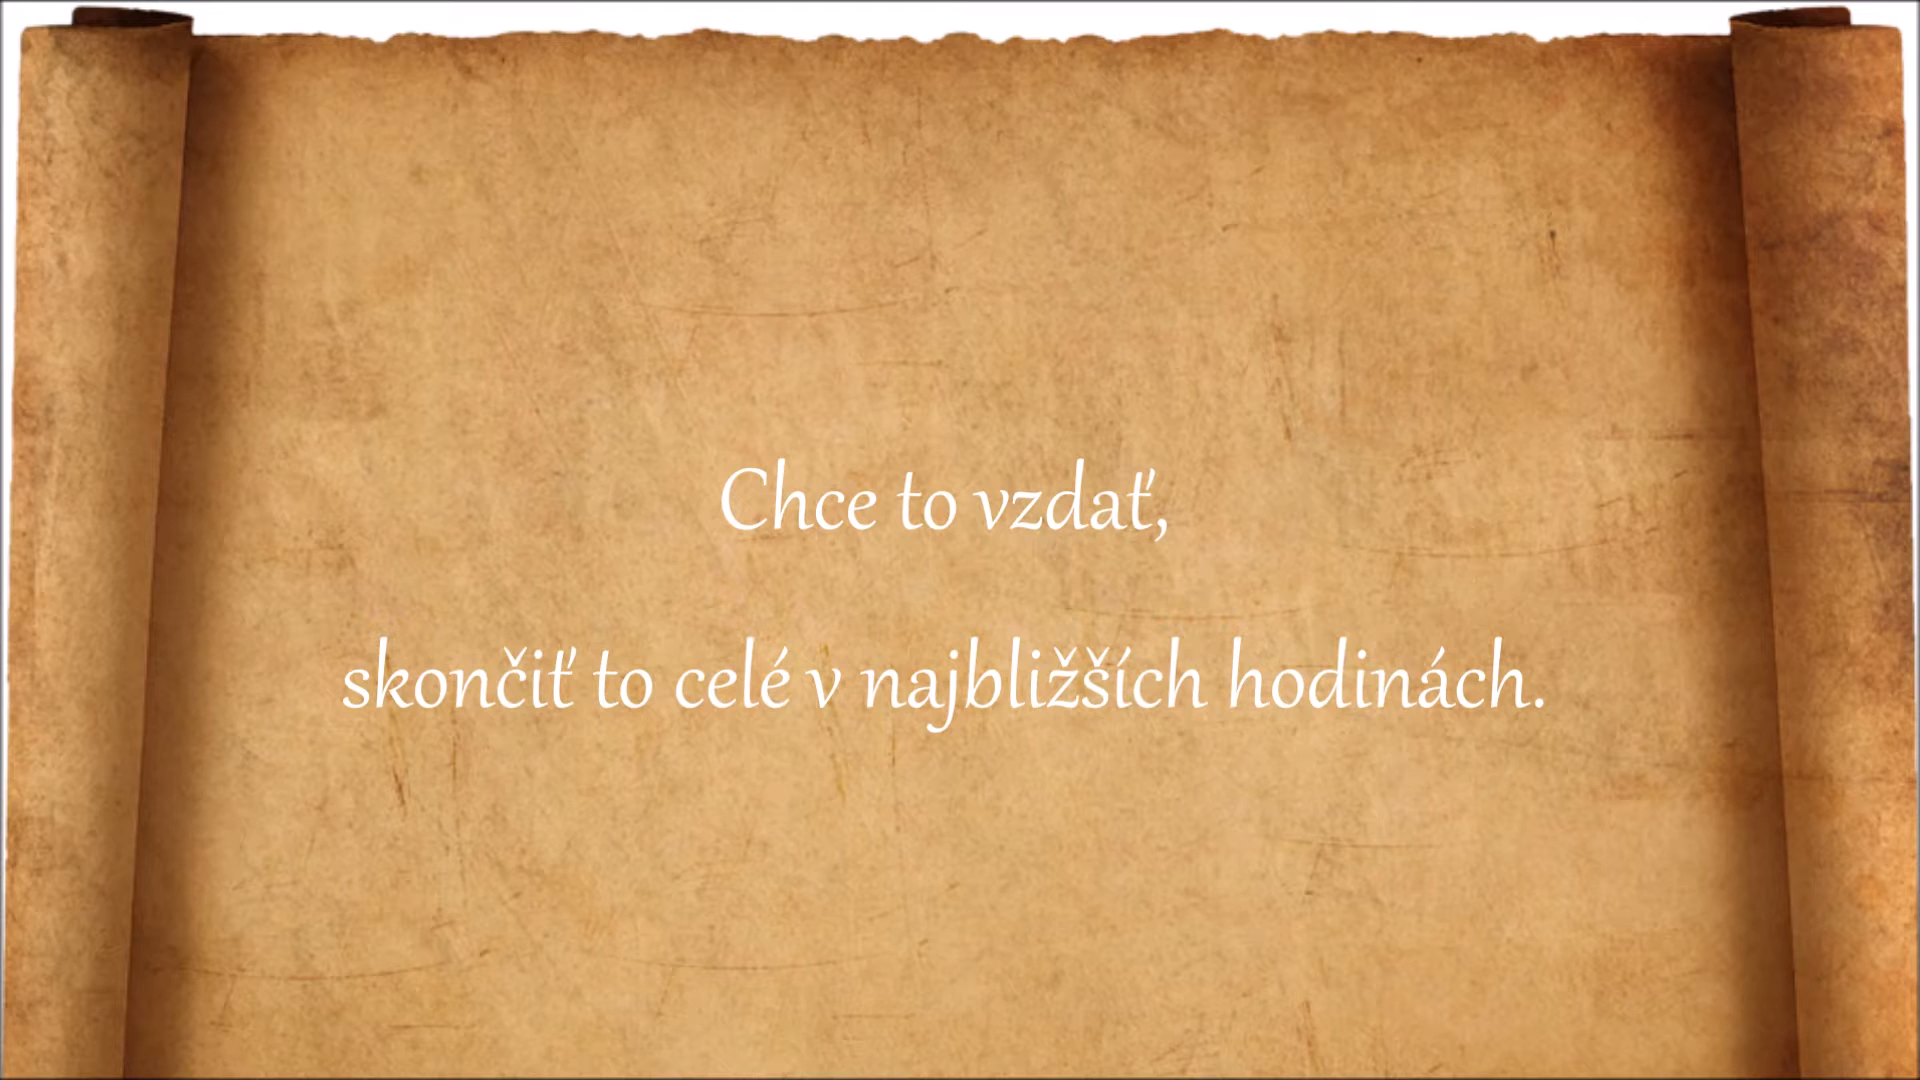 Chce to vzdať,
skončiť to celé v najbližších hodinách.